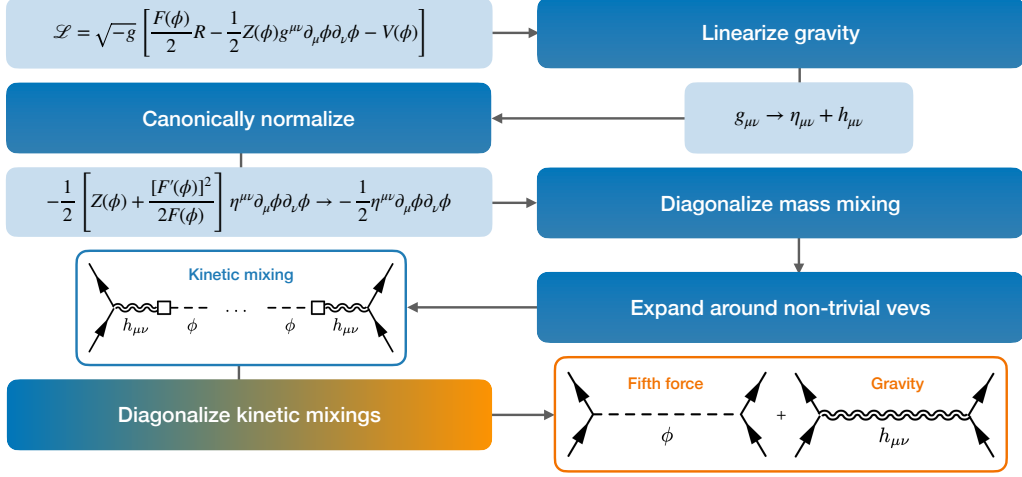 ℒ = √−g [F(ϕ)/2 R − 1/2 Z(ϕ)g^{μν}∂_μϕ∂_νϕ − V(ϕ)]
Linearize gravity
Canonically normalize
g_{μν} → η_{μν} + h_{μν}
−1/2 [Z(ϕ) + [F′(ϕ)]²/2F(ϕ)] η^{μν}∂_μϕ∂_νϕ → −1/2 η^{μν}∂_μϕ∂_νϕ
Diagonalize mass mixing
Kinetic mixing
h_{μν} ϕ … ϕ h_{μν}
Expand around non-trivial vevs
Diagonalize kinetic mixings
Fifth force
ϕ
+
Gravity
h_{μν}